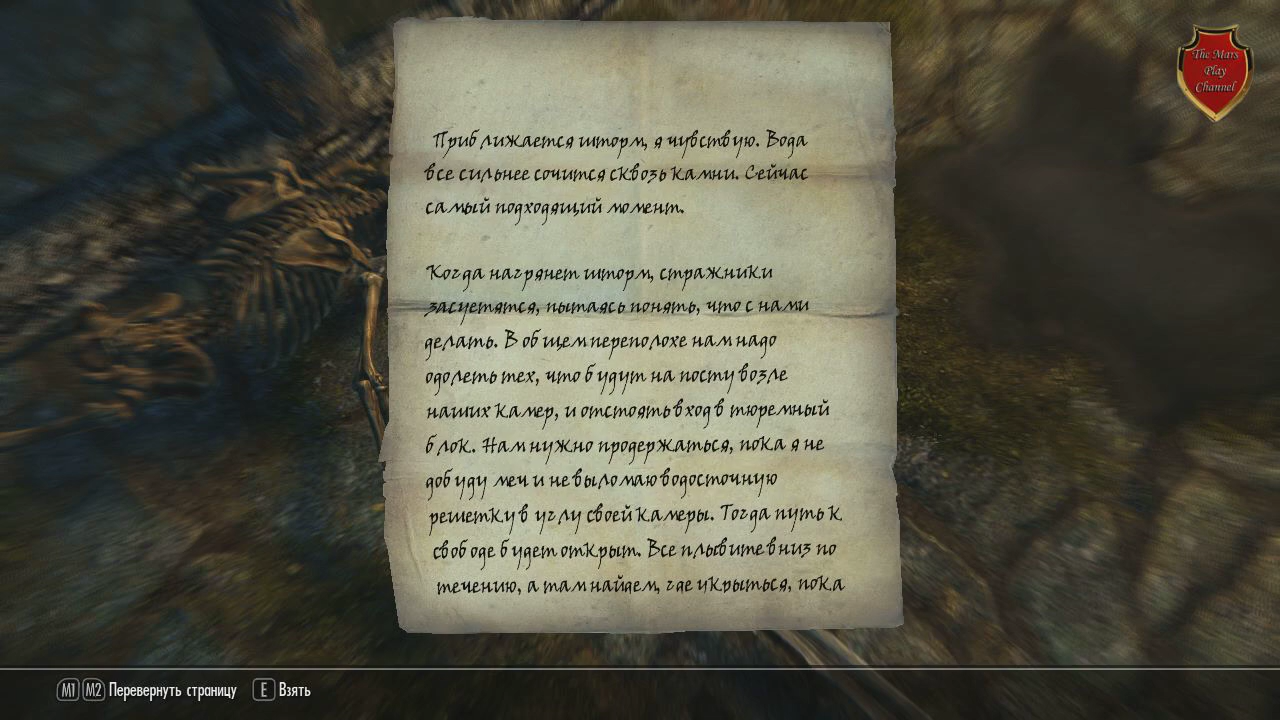 The Mars
Play
Channel
Приближается шторм, я чувствую. Вода
все сильнее сочится сквозь камни. Сейчас
самый подходящий момент.
Когда нагрянет шторм, стражники
засуетятся, пытаясь понять, что с нами
делать. В общем переполохе нам надо
одолеть тех, что будут на посту возле
наших камер, и отстоять вход в тюремный
блок. Нам нужно продержаться, пока я не
добуду меч и не выломаю водосточную
решетку в углу своей камеры. Тогда путь к
свободе будет открыт. Все плывите вниз по
течению, а там найдем, где укрыться, пока
M1 M2 Перевернуть страницу E Взять